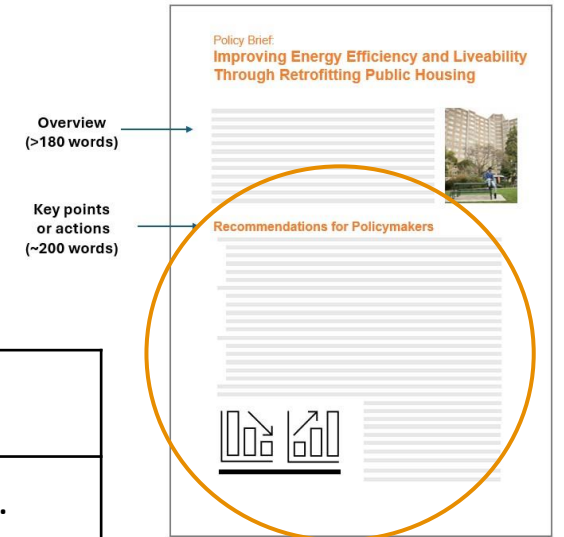 Policy Brief:
Improving Energy Efficiency and Liveability
Through Retrofitting Public Housing
Overview
(>180 words)
Key points
or actions
(~200 words)
Recommendations for Policymakers
.